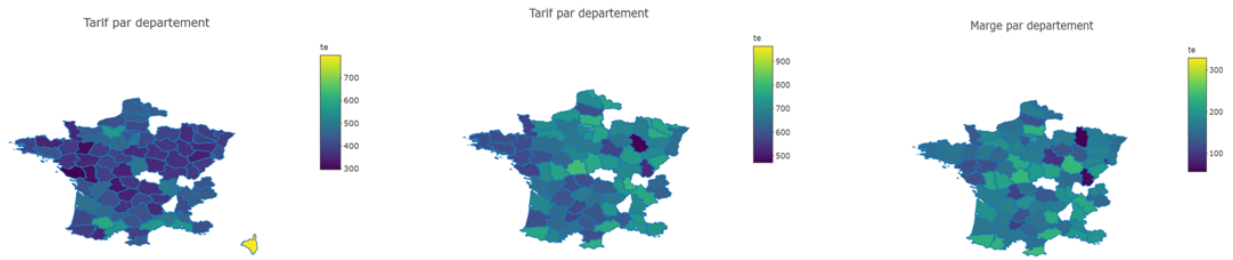 Tarif par departement
te
700
600
500
400
300
Tarif par departement
te
900
800
700
600
500
Marge par departement
te
300
200
100